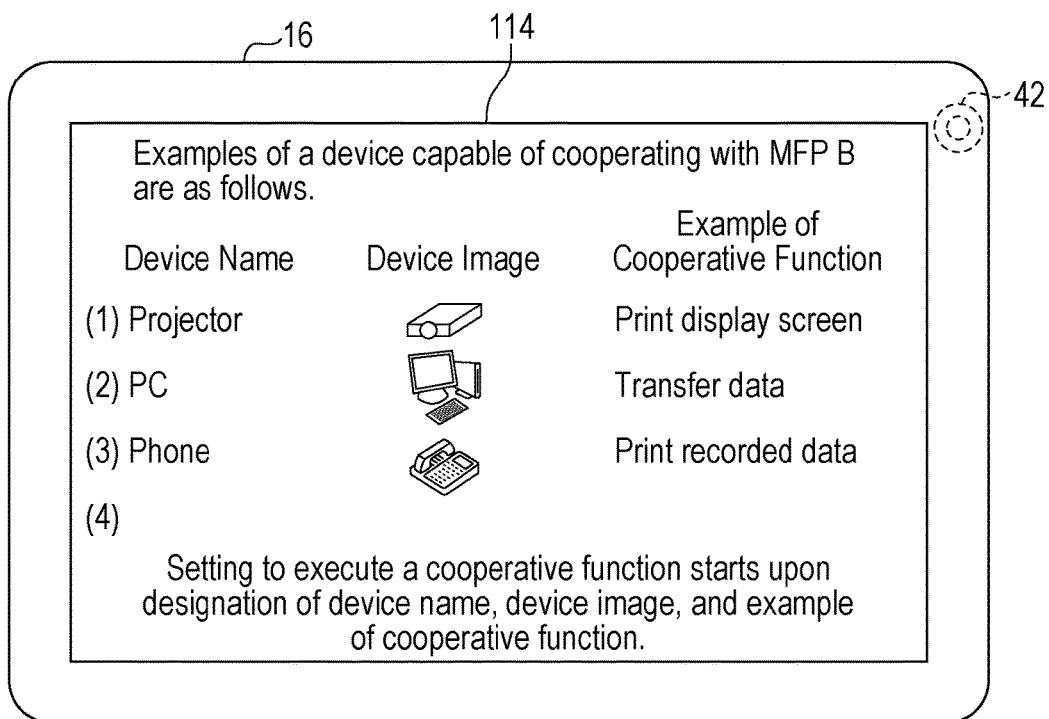 16
114
42
Examples of a device capable of cooperating with MFP B
are as follows.
Example of
Device Name Device Image Cooperative Function
(1) Projector Print display screen
(2) PC Transfer data
(3) Phone Print recorded data
(4)
Setting to execute a cooperative function starts upon
designation of device name, device image, and example
of cooperative function.